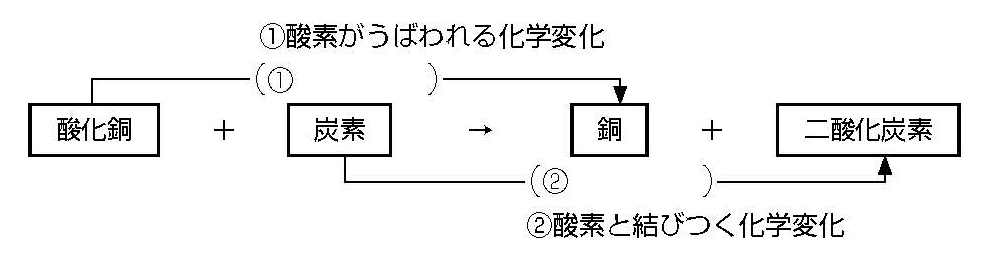 ①酸素がうばわれる化学変化
(① )
酸化銅 + 炭素 → 銅 + 二酸化炭素
(② )
②酸素と結びつく化学変化